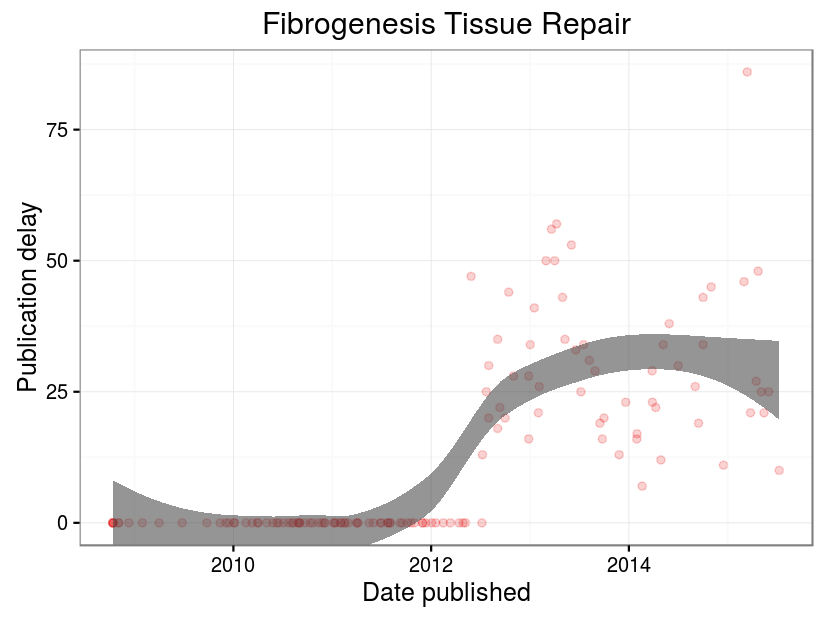 Fibrogenesis Tissue Repair
Publication delay
75
50
25
0
2010 2012 2014
Date published